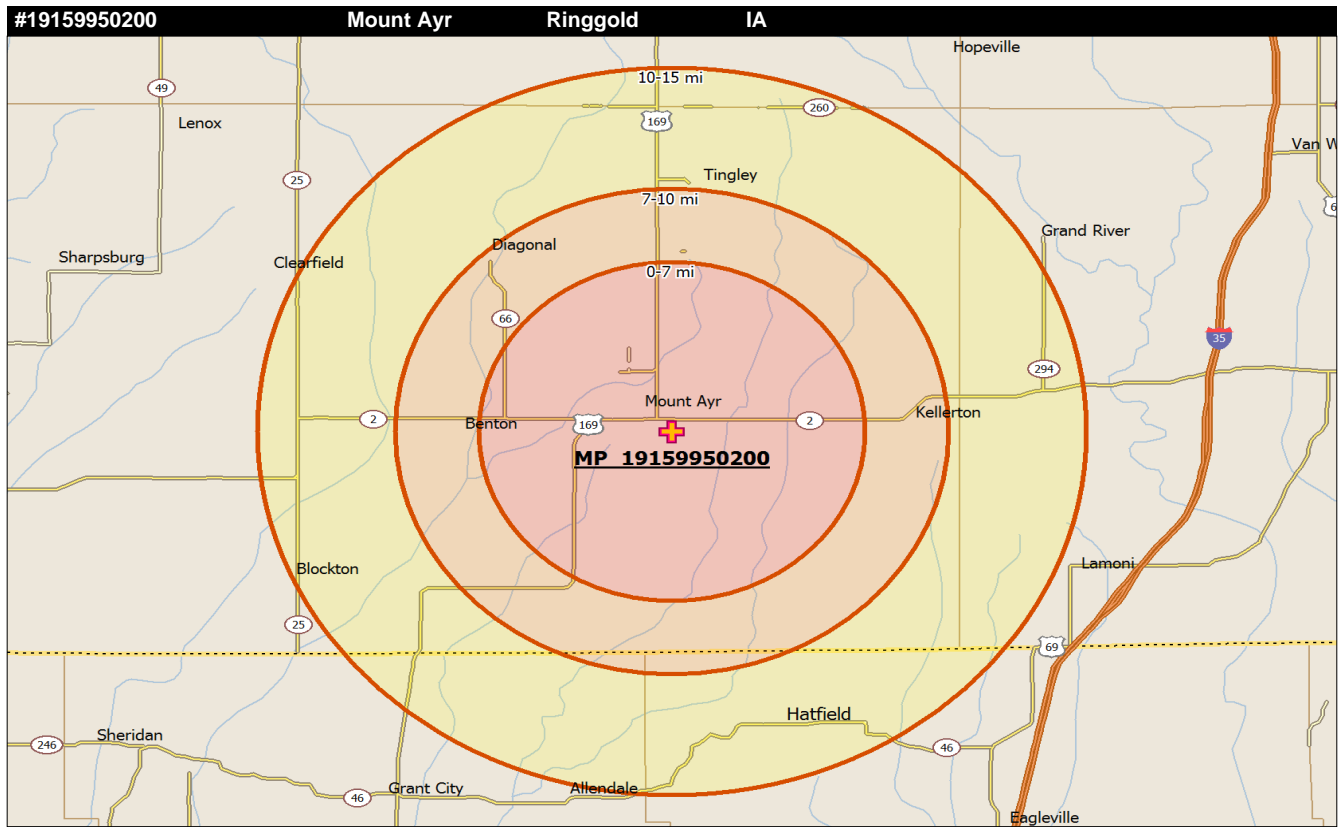 #19159950200 Mount Ayr Ringgold IA
Hopeville
10-15 mi
49
260
169
Lenox
Van W
25
Tingley
7-10 mi
6
Grand River
Diagonal
Sharpsburg
Clearfield
0-7 mi
66
35
294
Mount Ayr
Kellerton
2
Benton
169
2
MP 19159950200
Blockton
Lamoni
25
69
Hatfield
Sheridan
246
46
Grant City
Allendale
46
Eagleville